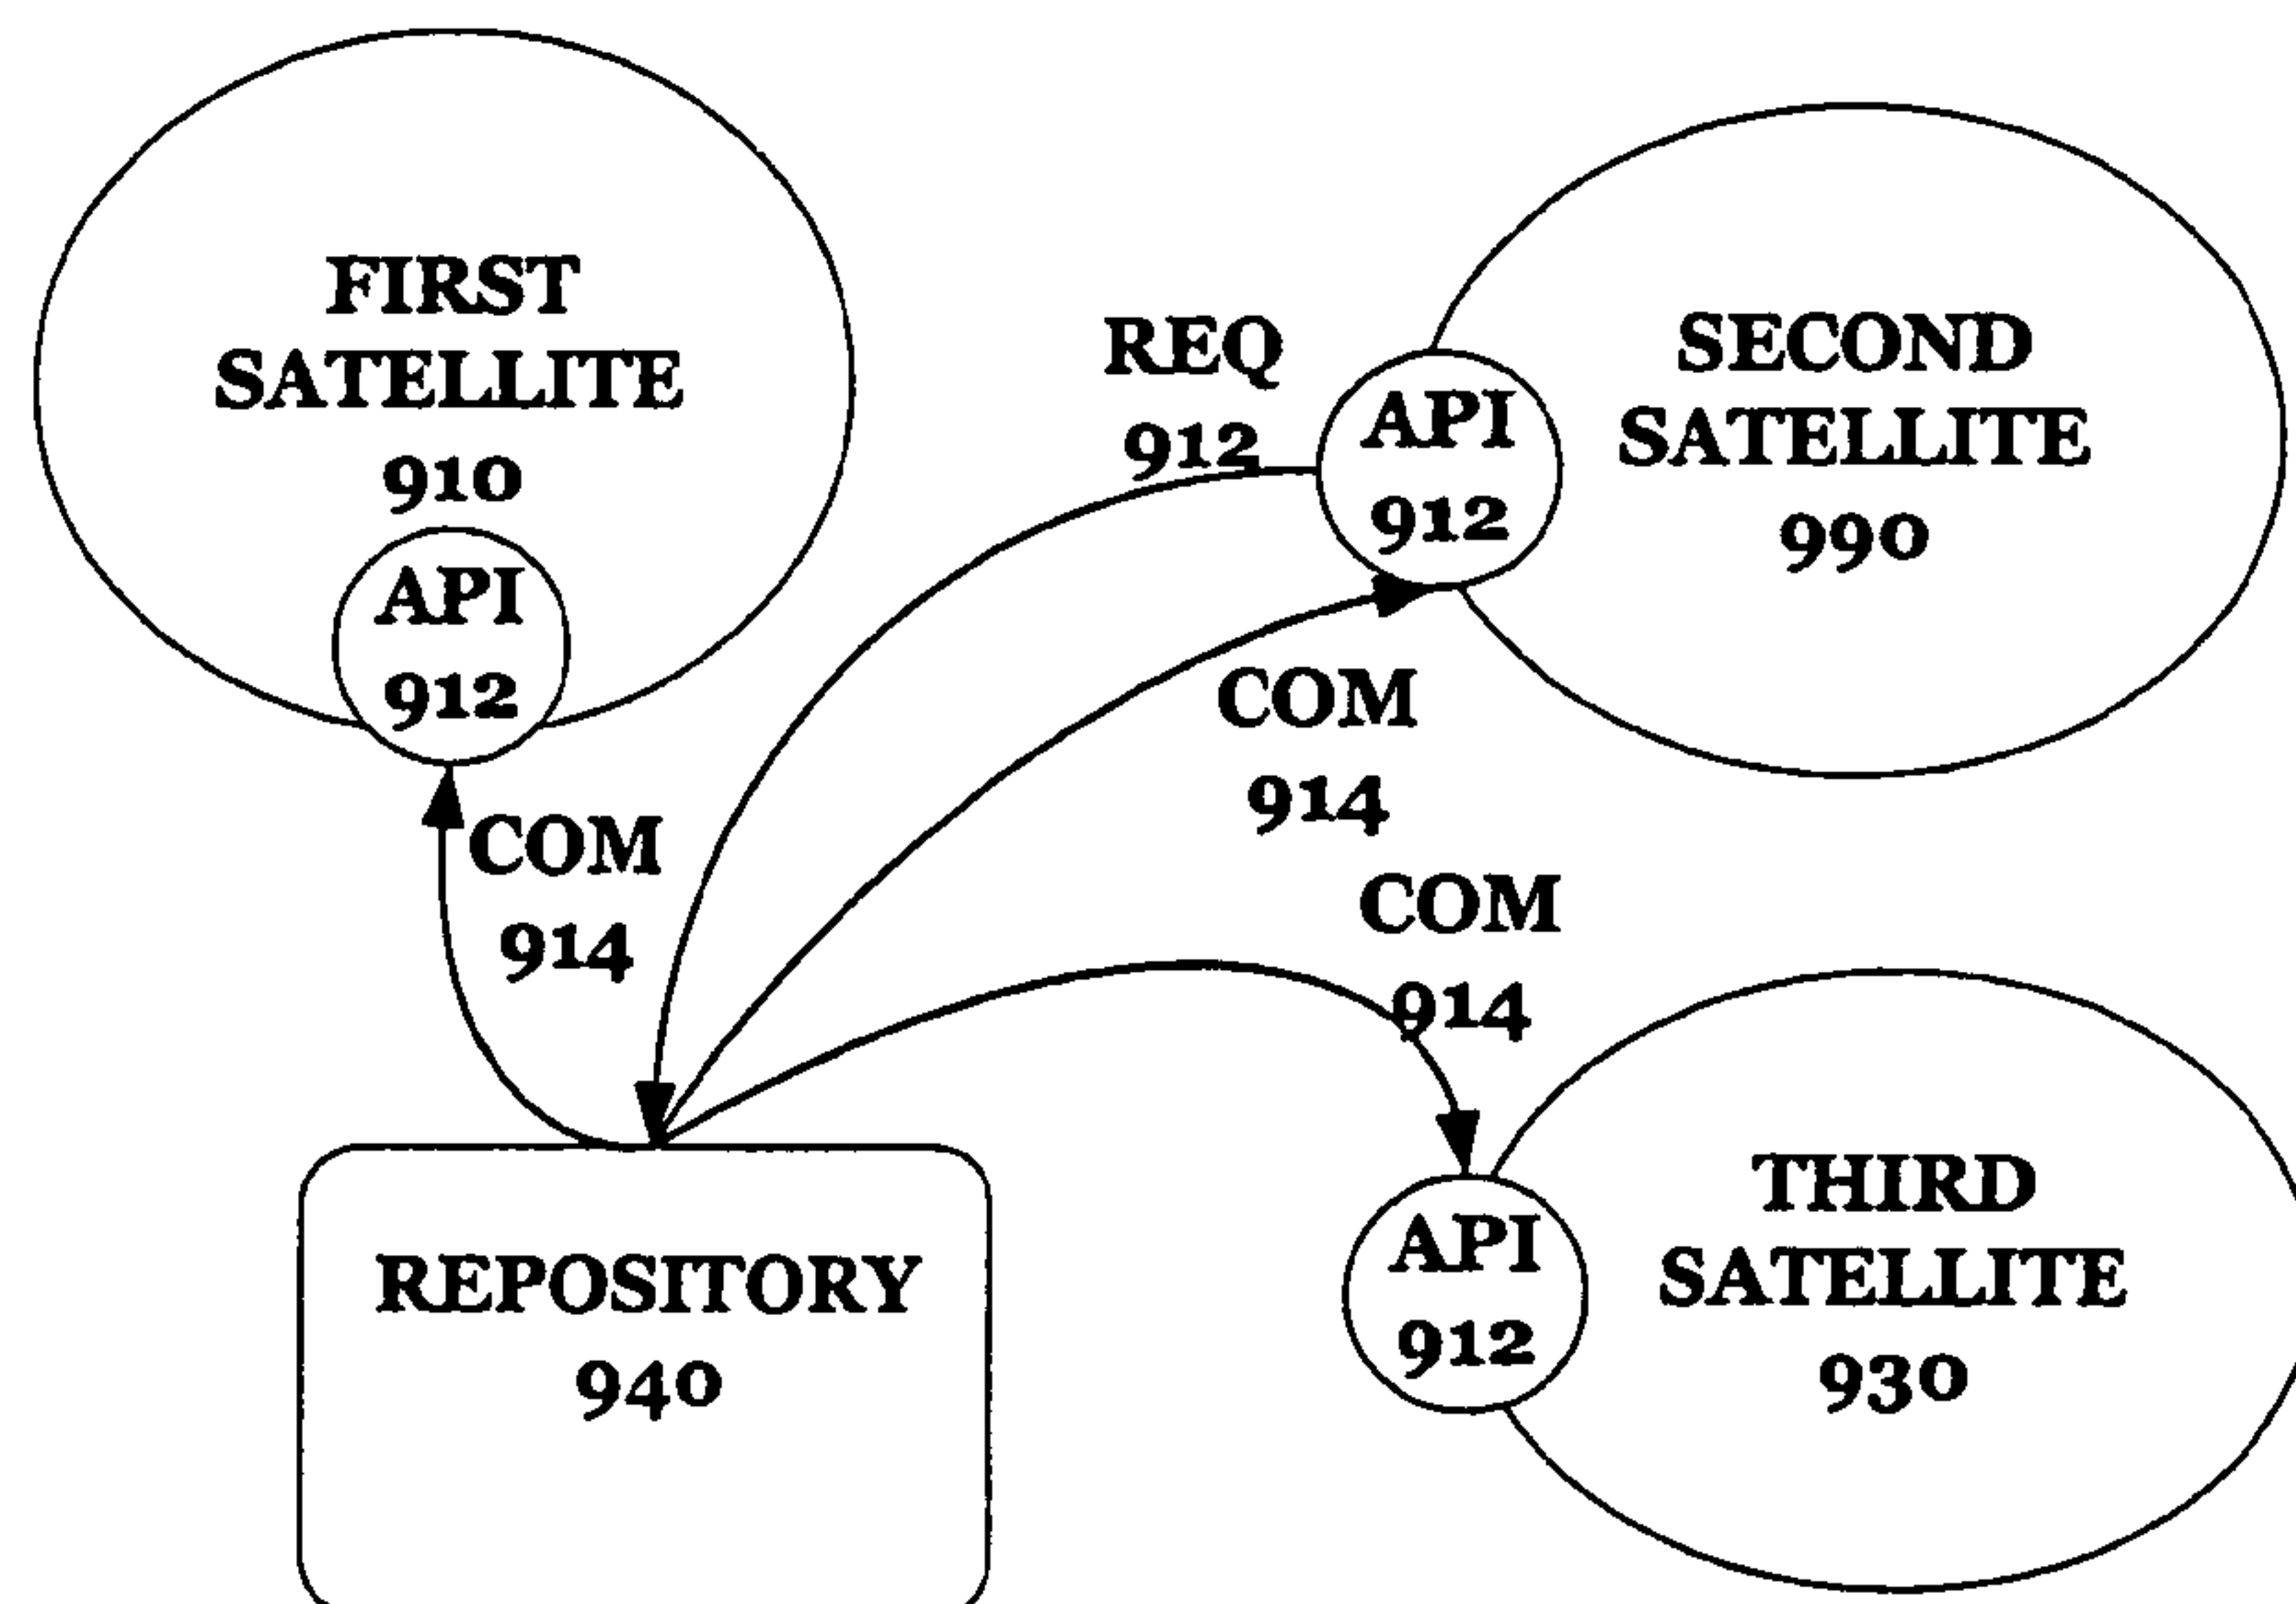 FIRST
SATELLITE
910
API
912
REQ
912
API
912
SECOND
SATELLITE
990
COM
914
COM
914
COM
914
REPOSITORY
940
API
912
THIRD
SATELLITE
930